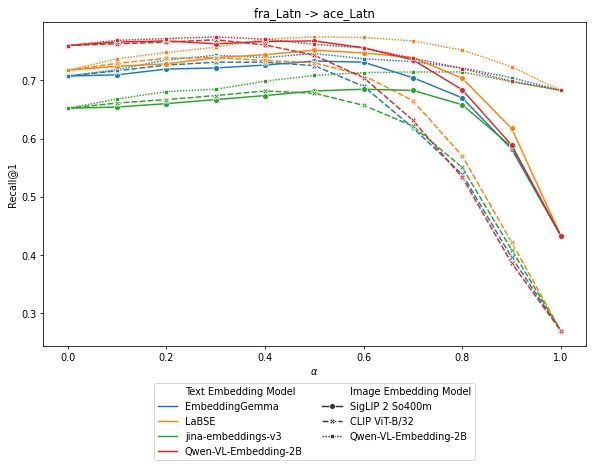 fra_Latn -> ace_Latn
Recall@1
0.7
0.6
0.5
0.4
0.3
0.0 0.2 0.4 0.6 0.8 1.0
α
Text Embedding Model Image Embedding Model
EmbeddingGemma SigLIP 2 So400m
LaBSE CLIP ViT-B/32
jina-embeddings-v3 Qwen-VL-Embedding-2B
Qwen-VL-Embedding-2B